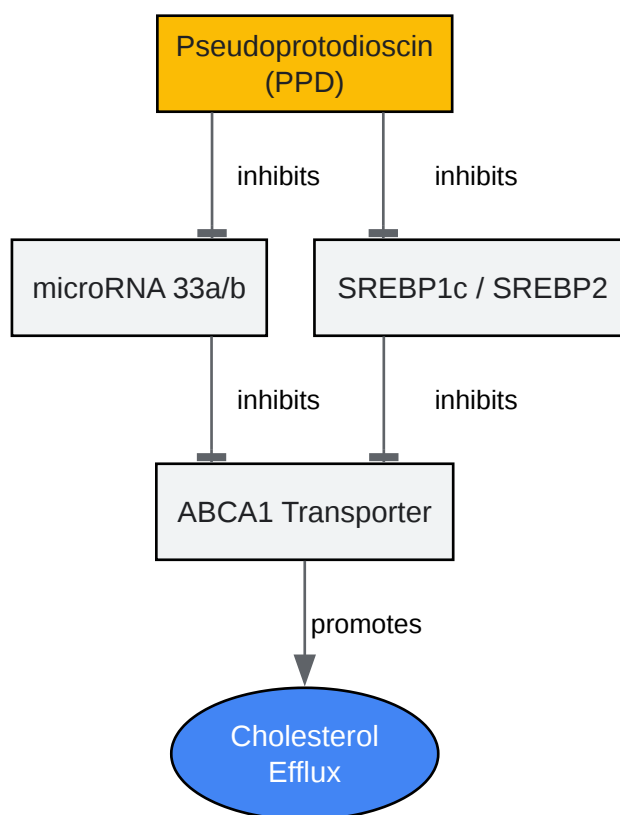 Pseudoprotodioscin
(PPD)
inhibits
inhibits
microRNA 33a/b
SREBP1c / SREBP2
inhibits
inhibits
ABCA1 Transporter
promotes
Cholesterol
Efflux